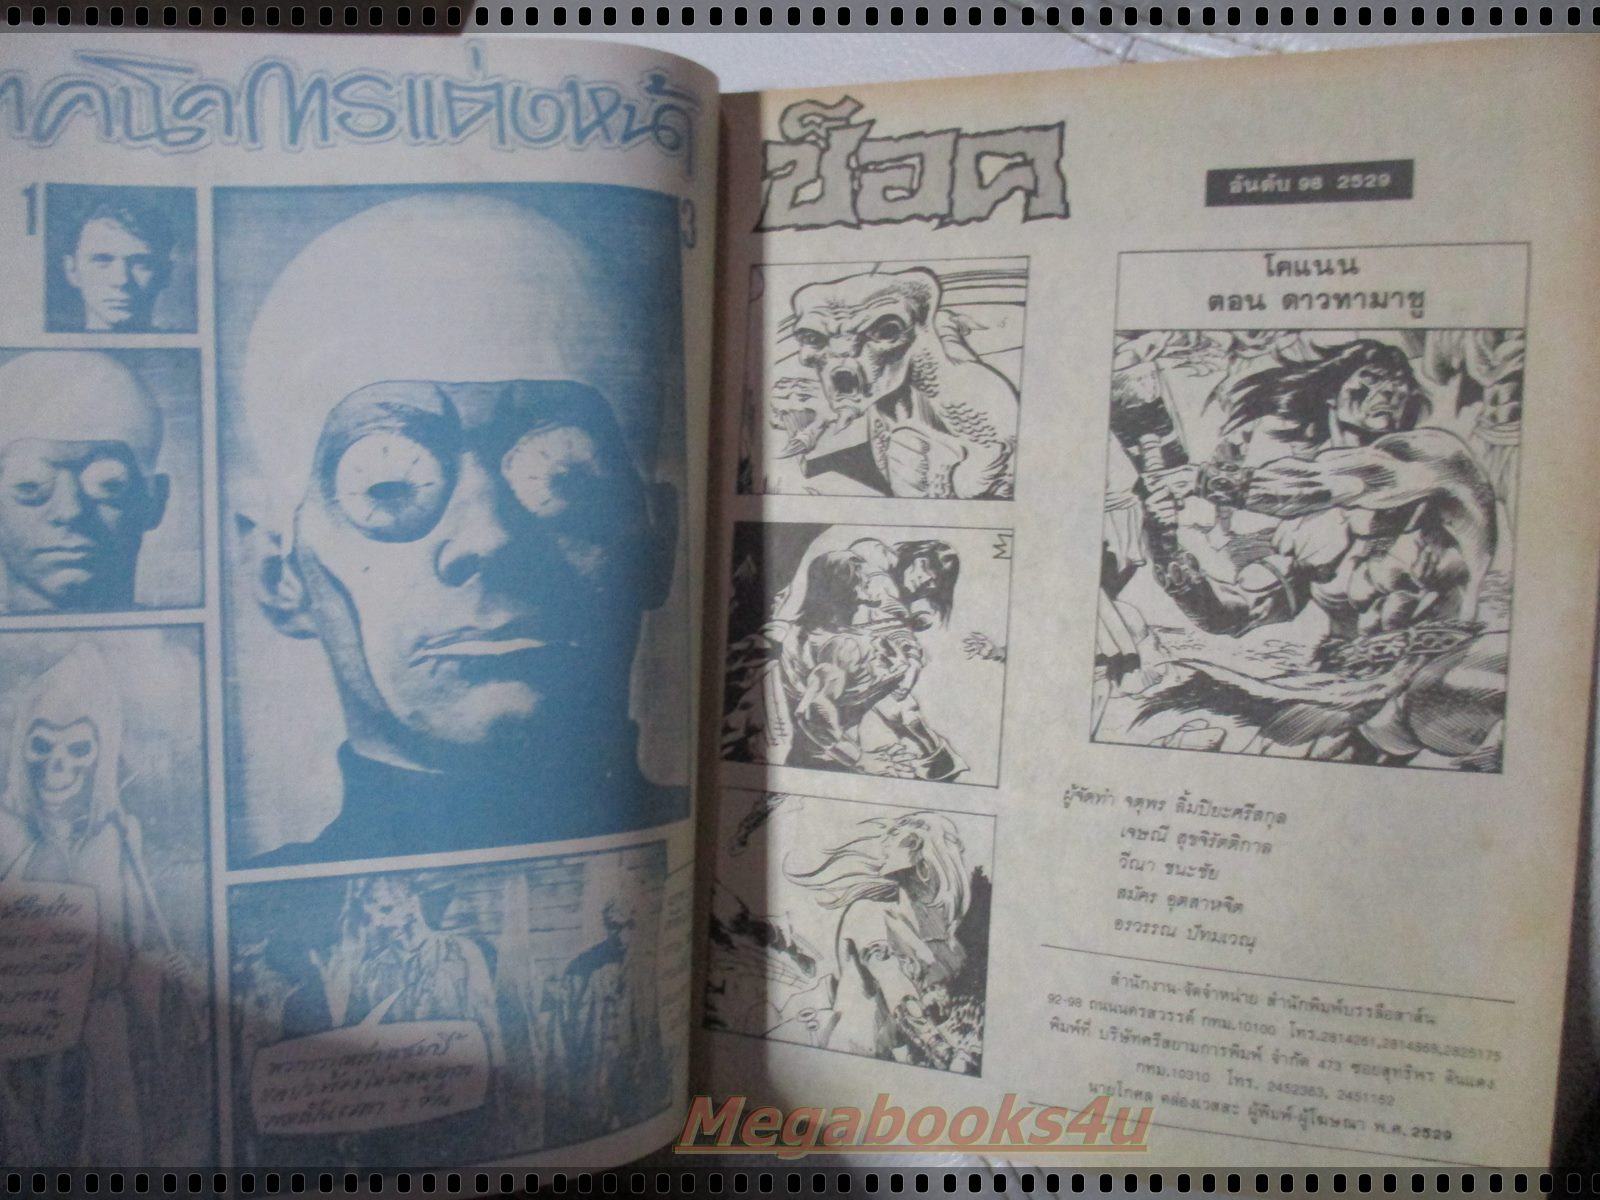 เทคนิคการแต่งหน้า
1
3
ช็อค
อันดับ 98 2529
โคแนน
ตอน ดาวทามาซู
ผู้จัดทำ จตุพร ลิ้มปิยะศรีสกุล
เจษณี สุขจิรัตติกาล
วีณา ชนะชัย
สมัคร อุตสาหจิต
อรวรรณ ปัทมเวณุ
สำนักงาน-จัดจำหน่าย สำนักพิมพ์บรรลือสาส์น
92-98 ถนนนครสวรรค์ กทม.10100 โทร.2814261,2814868,2825175
พิมพ์ที่ บริษัทศรีสยามการพิมพ์ จำกัด 473 ซอยสุทธิพร ดินแดง
กทม.10310 โทร. 2452363, 2451162
นายโกศล คล่องเวสสะ ผู้พิมพ์-ผู้โฆษณา พ.ศ. 2529
Megabooks4u